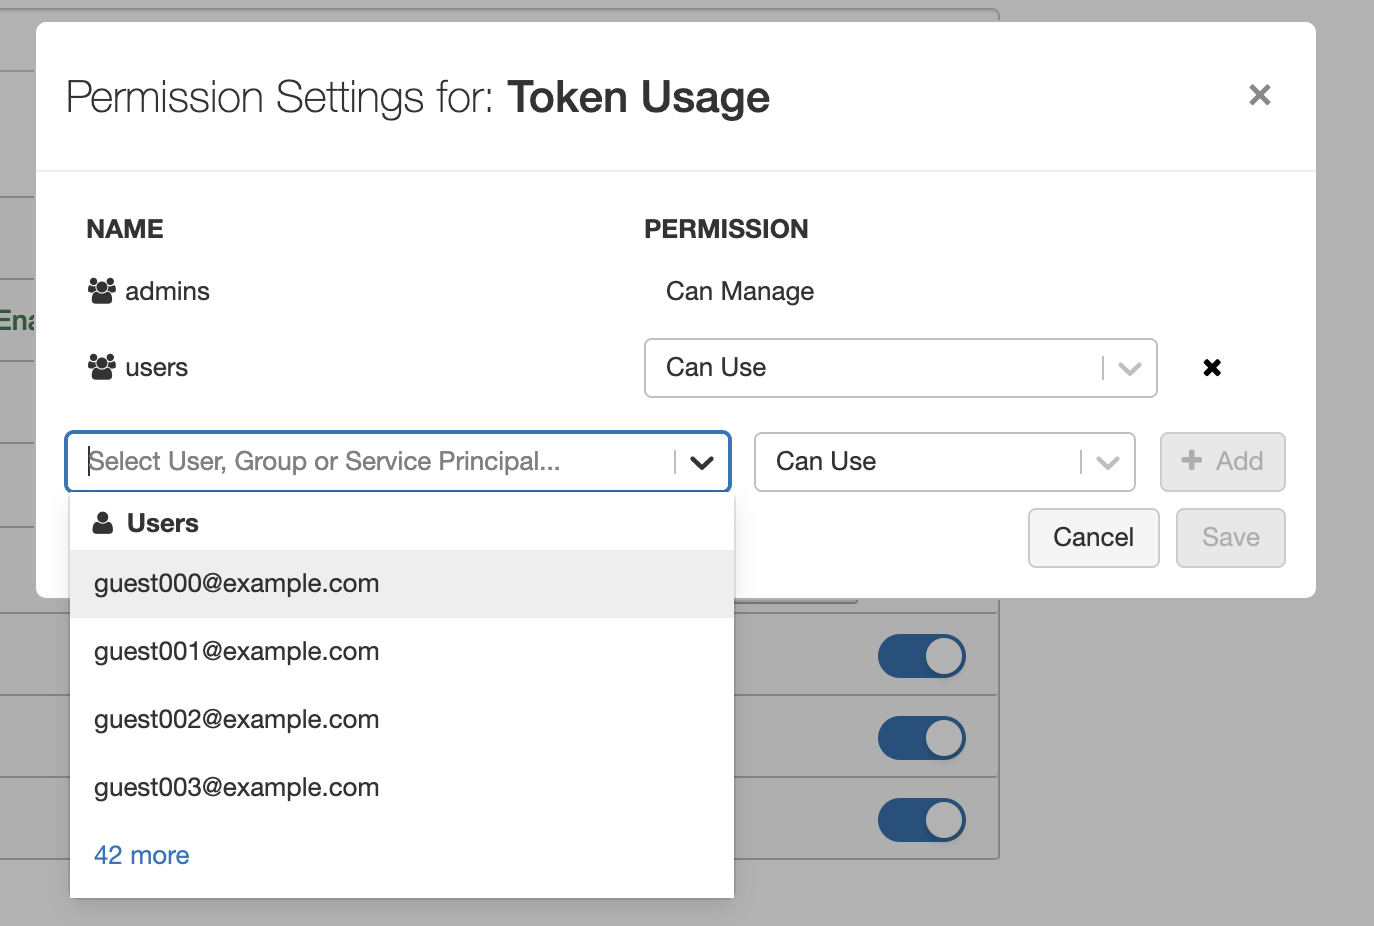 Permission Settings for: Token Usage
NAME PERMISSION
admins Can Manage
Ena
users Can Use
Select User, Group or Service Principal... Can Use Add
Users
Cancel Save
guest000@example.com
guest001@example.com
guest002@example.com
guest003@example.com
42 more